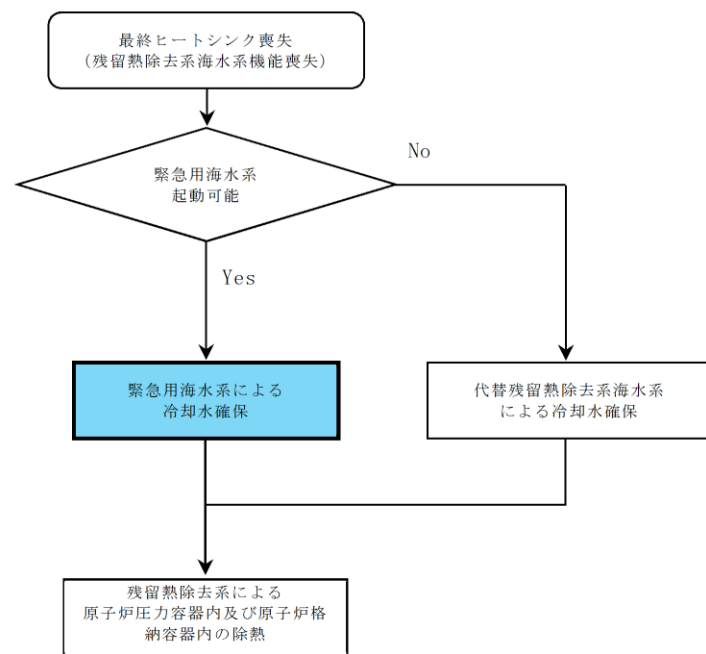 最終ヒートシンク喪失
(残留熱除去系海水系機能喪失)
緊急用海水系
起動可能
No
Yes
緊急用海水系による
冷却水確保
代替残留熱除去系海水系
による冷却水確保
残留熱除去系による
原子炉圧力容器内及び原子炉格
納容器内の除熱